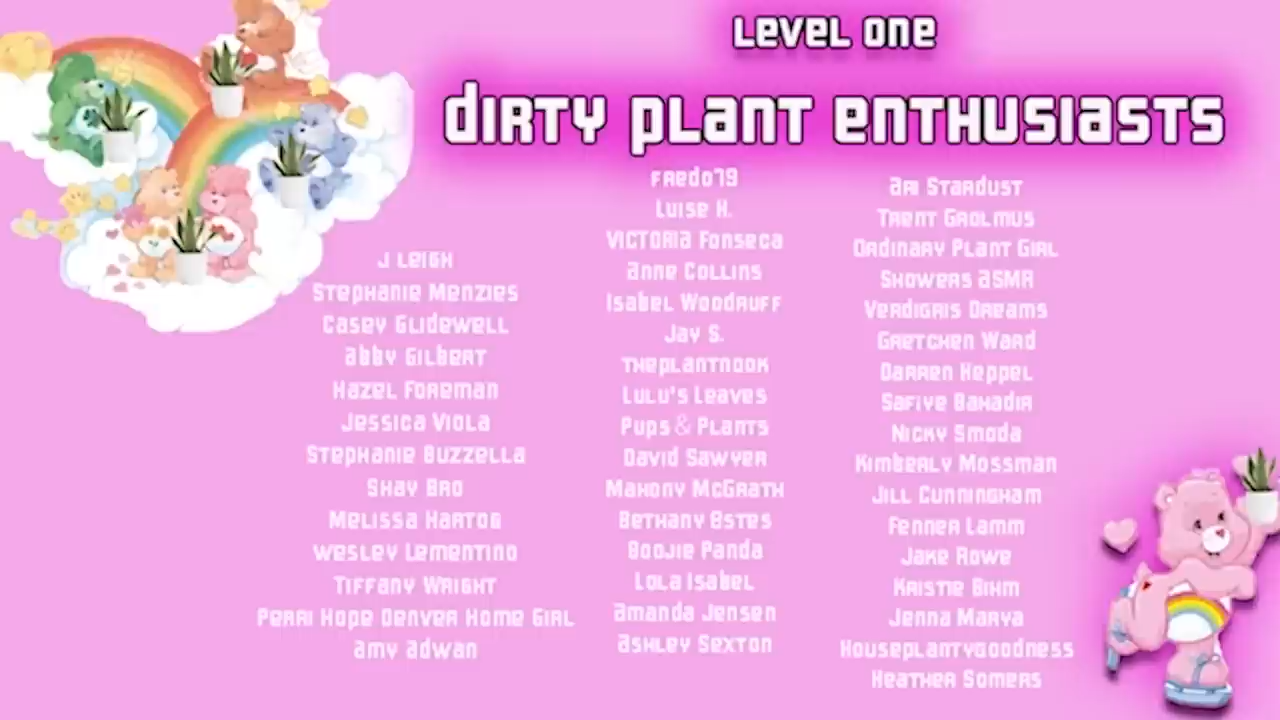 LEVEL ONE
DIRTY PLANT ENTHUSIASTS
J Leigh
Stephanie Menzies
Casey Glidewell
Abby Gilbert
Hazel Foreman
Jessica Viola
Stephanie Buzzella
Shay Bro
Melissa Hartog
Wesley Lementino
Tiffany Wright
Perri Hope Denver Home Girl
Amy Adwan
Fredo79
Luise H.
Victoria Fonseca
Anne Collins
Isabel Woodruff
Jay S.
Theplantnook
Lulu's Leaves
Pups & Plants
David Sawyer
Mahony McGrath
Bethany Estes
Boojie Panda
Lola Isabel
Amanda Jensen
Ashley Sexton
Ari Stardust
Trent Grolmus
Ordinary Plant Girl
Showers ASMR
Verdigris Dreams
Gretchen Ward
Darren Heppel
Safiye Bahadir
Nicky Smoda
Kimberly Mossman
Jill Cunningham
Fenner Lamm
Jake Rowe
Kristie Bihm
Jenna Marya
Houseplantygoodness
Heather Somers